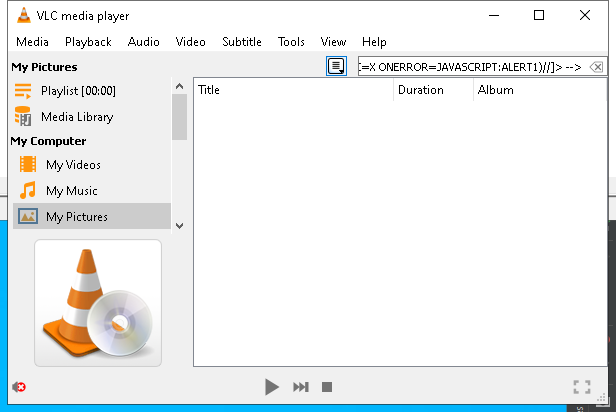 VLC media player
Media Playback Audio Video Subtitle Tools View Help
My Pictures
=X ONERROR=JAVASCRIPT:ALERT1)//]> -->
Playlist [00:00]
Media Library
My Computer
My Videos
My Music
My Pictures
Title Duration Album